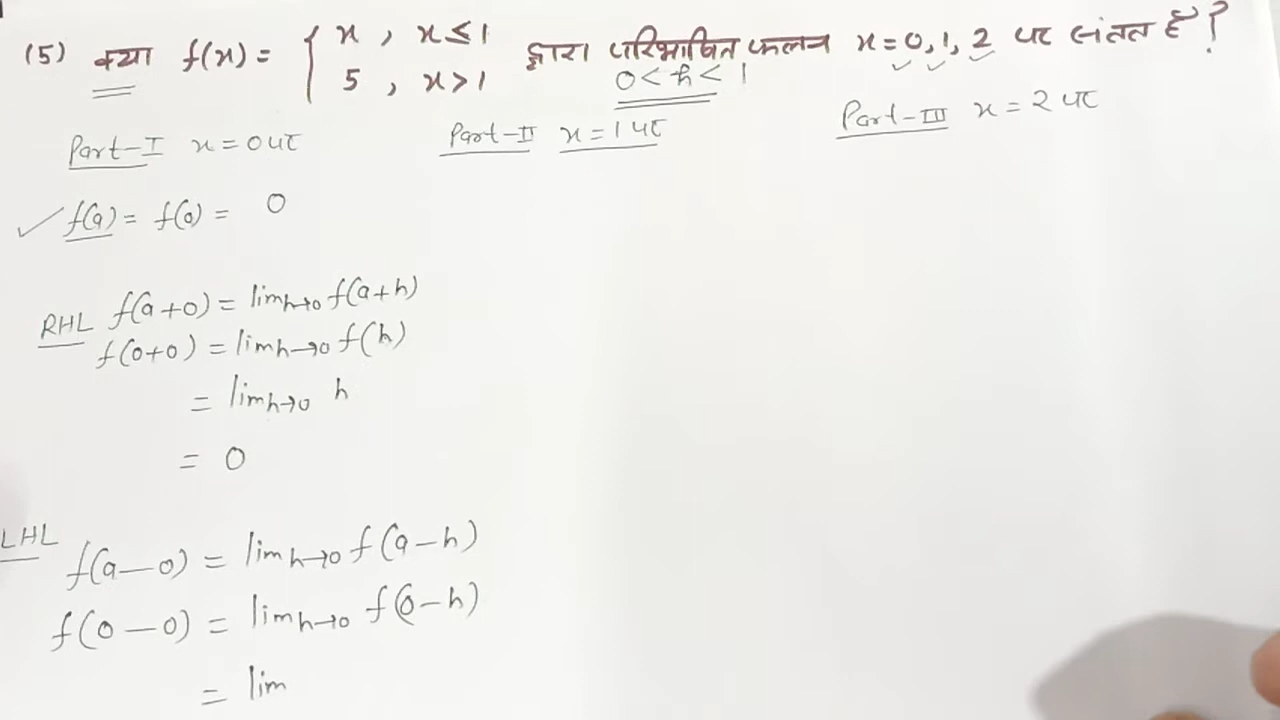 (5) क्या f(x) = { x , x ≤ 1
5 , x > 1 द्वारा परिभाषित फलन x = 0, 1, 2 पर संतत है?
0 < h < 1
Part-I x = 0 पर
f(a) = f(0) = 0
RHL f(a+0) = lim h→0 f(a+h)
f(0+0) = lim h→0 f(h)
= lim h→0 h
= 0
LHL f(a-0) = lim h→0 f(a-h)
f(0-0) = lim h→0 f(0-h)
= lim
Part-II x = 1 पर
Part-III x = 2 पर